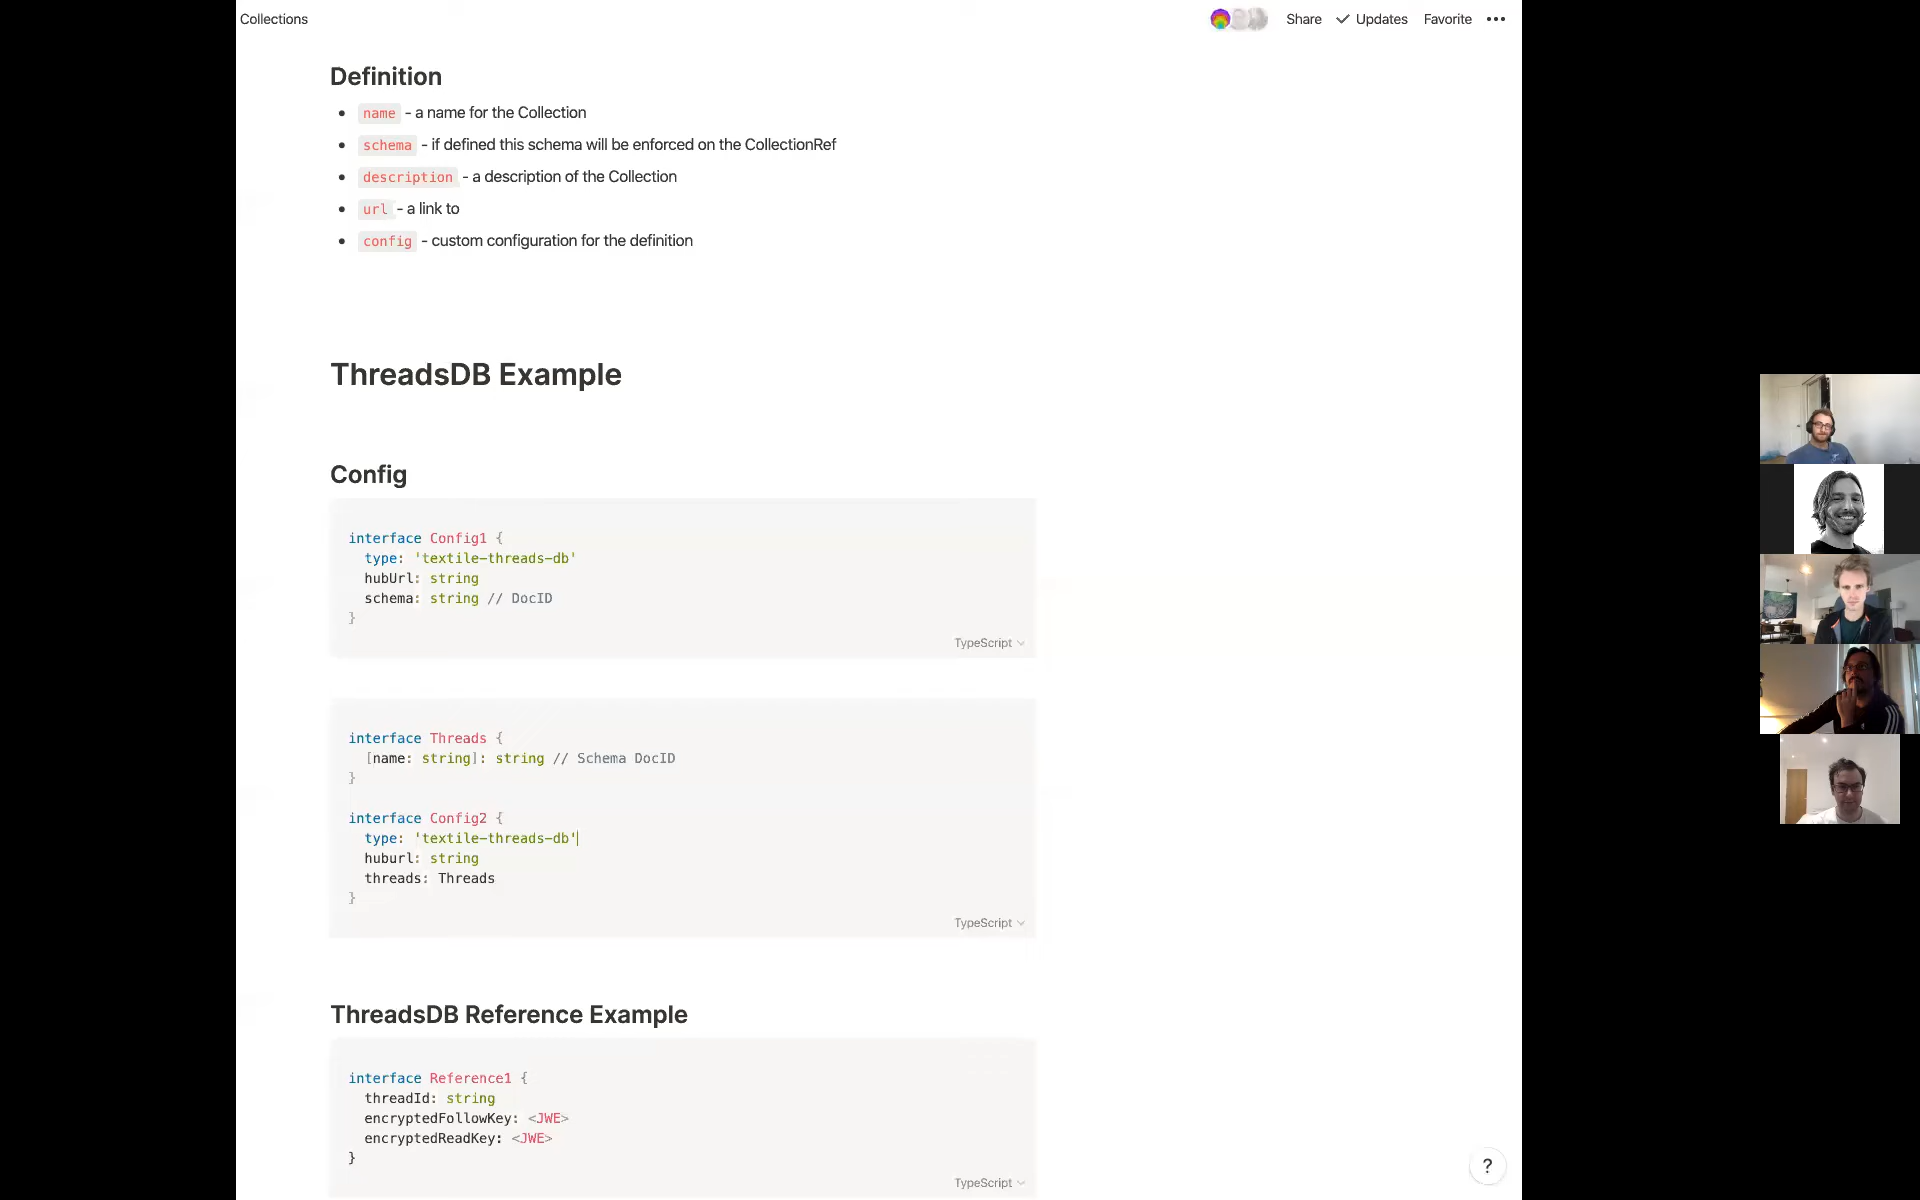 Collections
Share Updates Favorite •••
Definition
• name - a name for the Collection
• schema - if defined this schema will be enforced on the CollectionRef
• description - a description of the Collection
• url - a link to
• config - custom configuration for the definition
ThreadsDB Example
Config
interface Config1 {
type: 'textile-threads-db'
hubUrl: string
schema: string // DocID
}
TypeScript
interface Threads {
[name: string]: string // Schema DocID
}
interface Config2 {
type: 'textile-threads-db'
huburl: string
threads: Threads
}
TypeScript
ThreadsDB Reference Example
interface Reference1 {
threadId: string
encryptedFollowKey: <JWE>
encryptedReadKey: <JWE>
}
TypeScript
?